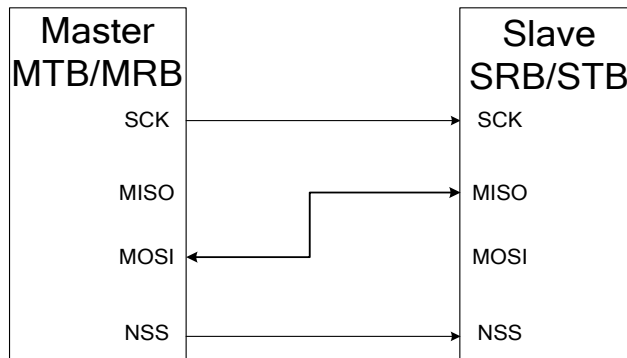 Master
MTB/MRB
SCK
MISO
MOSI
NSS
Slave
SRB/STB
SCK
MISO
MOSI
NSS